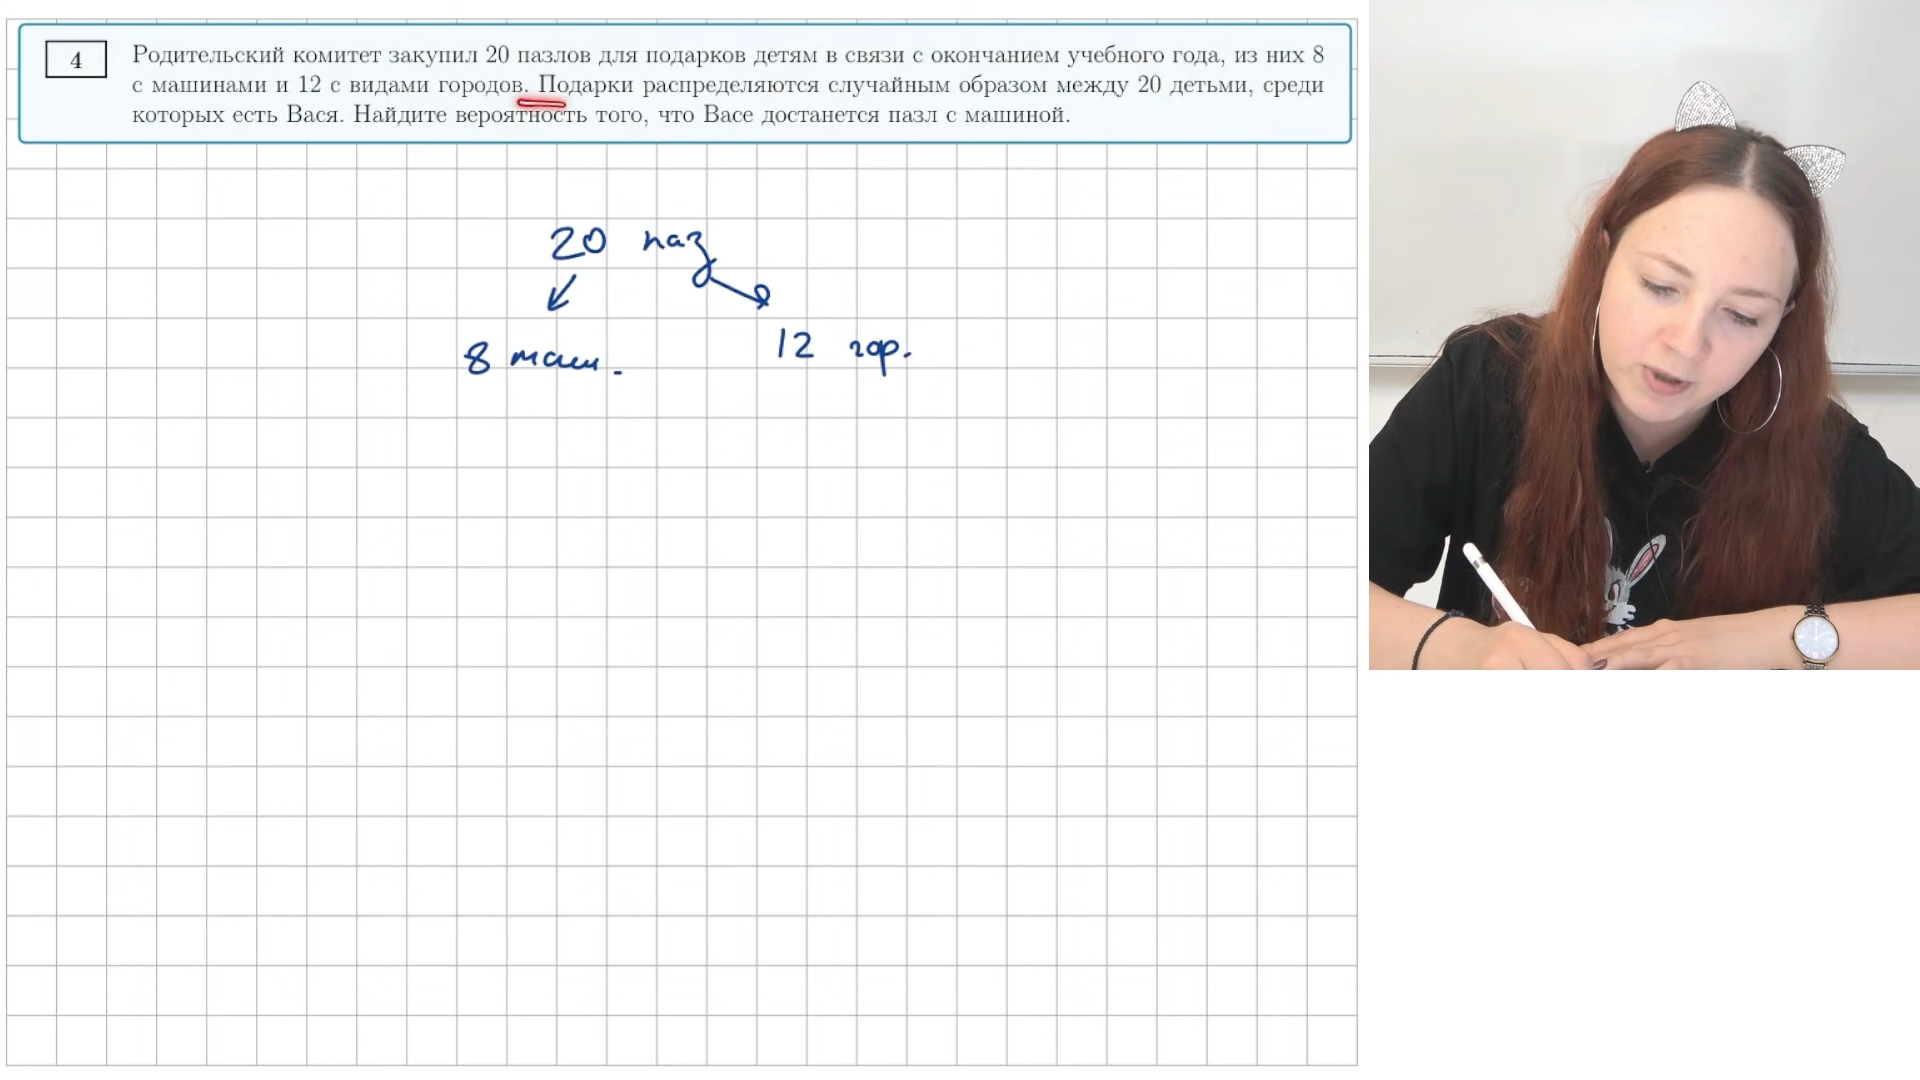 4
Родительский комитет закупил 20 пазлов для подарков детям в связи с окончанием учебного года, из них 8
с машинами и 12 с видами городов. Подарки распределяются случайным образом между 20 детьми, среди
которых есть Вася. Найдите вероятность того, что Васе достанется пазл с машиной.
20 паз
8 маш.
12 гор.